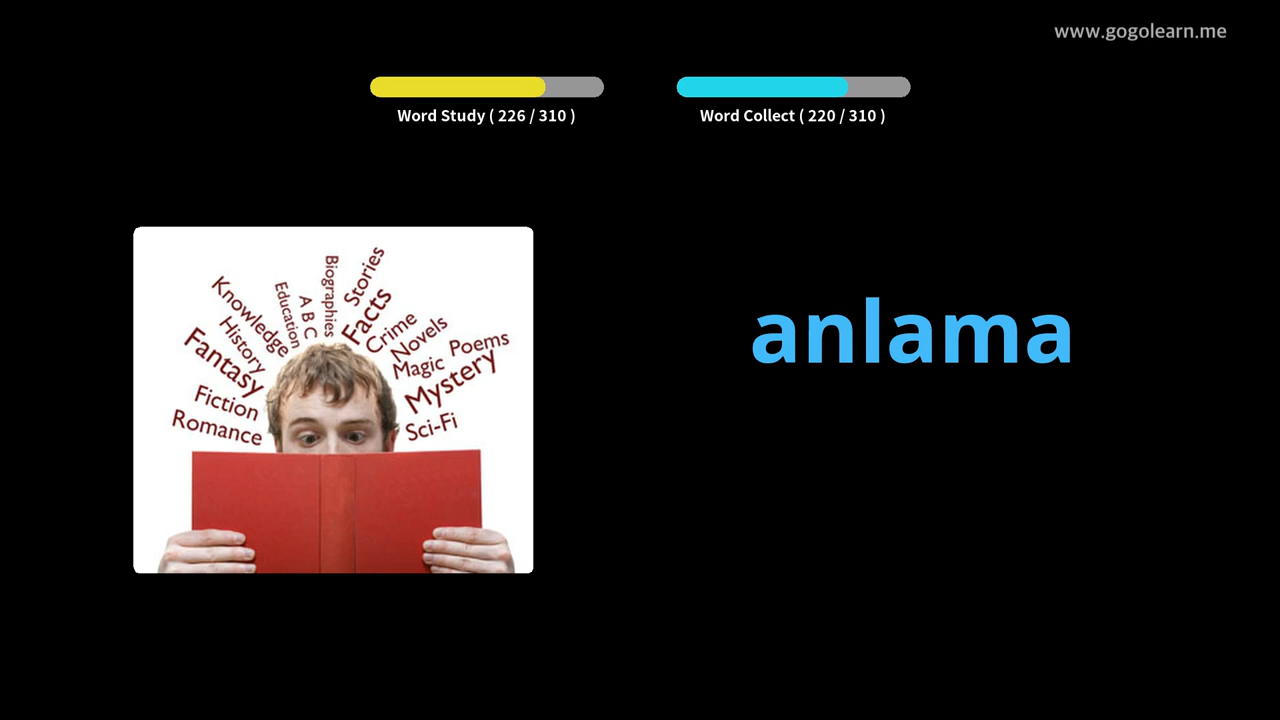 www.gogolearn.me
Word Study ( 226 / 310 )
Word Collect ( 220 / 310 )
Biographies
Stories
Education
A B C
Facts
Knowledge
Crime
History
Novels
Poems
Fantasy
Magic
Mystery
Fiction
Romance
Sci-Fi
anlama